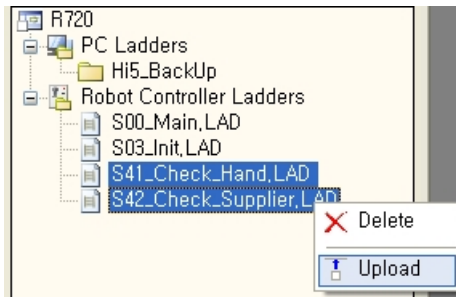 R720
PC Ladders
Hi5_BackUp
Robot Controller Ladders
S00_Main,LAD
S03_Init,LAD
S41_Check_Hand,LAD
S42_Check_Supplier,LAD
Delete
Upload